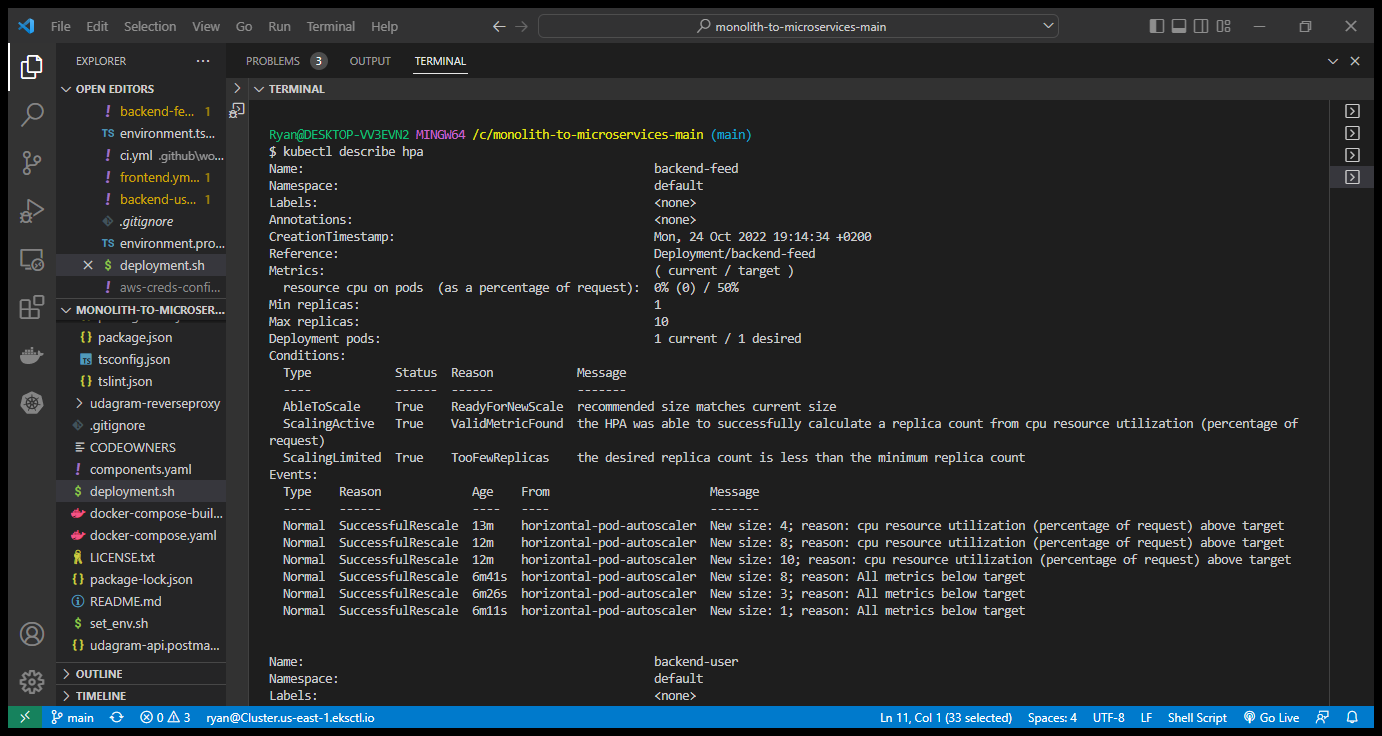 File Edit Selection View Go Run Terminal Help monolith-to-microservices-main
EXPLORER ...
OPEN EDITORS
! backend-fe... 1
TS environment.ts...
! ci.yml .github\wo...
! frontend.ym... 1
! backend-us... 1
.gitignore
TS environment.pro...
$ deployment.sh
! aws-creds-confi...
MONOLITH-TO-MICROSER...
{} package.json
TS tsconfig.json
{} tslint.json
udagram-reverseproxy
.gitignore
CODEOWNERS
! components.yaml
$ deployment.sh
docker-compose-buil...
docker-compose.yaml
LICENSE.txt
{} package-lock.json
README.md
$ set_env.sh
{} udagram-api.postma...
OUTLINE
TIMELINE
PROBLEMS 3 OUTPUT TERMINAL
TERMINAL
Ryan@DESKTOP-VV3EVN2 MINGW64 /c/monolith-to-microservices-main (main)
$ kubectl describe hpa
Name: backend-feed
Namespace: default
Labels: <none>
Annotations: <none>
CreationTimestamp: Mon, 24 Oct 2022 19:14:34 +0200
Reference: Deployment/backend-feed
Metrics: ( current / target )
resource cpu on pods (as a percentage of request): 0% (0) / 50%
Min replicas: 1
Max replicas: 10
Deployment pods: 1 current / 1 desired
Conditions:
Type Status Reason Message
---- ------ ------ -------
AbleToScale True ReadyForNewScale recommended size matches current size
ScalingActive True ValidMetricFound the HPA was able to successfully calculate a replica count from cpu resource utilization (percentage of
request)
ScalingLimited True TooFewReplicas the desired replica count is less than the minimum replica count
Events:
Type Reason Age From Message
---- ------ ---- ---- -------
Normal SuccessfulRescale 13m horizontal-pod-autoscaler New size: 4; reason: cpu resource utilization (percentage of request) above target
Normal SuccessfulRescale 12m horizontal-pod-autoscaler New size: 8; reason: cpu resource utilization (percentage of request) above target
Normal SuccessfulRescale 12m horizontal-pod-autoscaler New size: 10; reason: cpu resource utilization (percentage of request) above target
Normal SuccessfulRescale 6m41s horizontal-pod-autoscaler New size: 8; reason: All metrics below target
Normal SuccessfulRescale 6m26s horizontal-pod-autoscaler New size: 3; reason: All metrics below target
Normal SuccessfulRescale 6m11s horizontal-pod-autoscaler New size: 1; reason: All metrics below target
Name: backend-user
Namespace: default
Labels: <none>
main 0 3 ryan@Cluster.us-east-1.eksctl.io Ln 11, Col 1 (33 selected) Spaces: 4 UTF-8 LF Shell Script Go Live